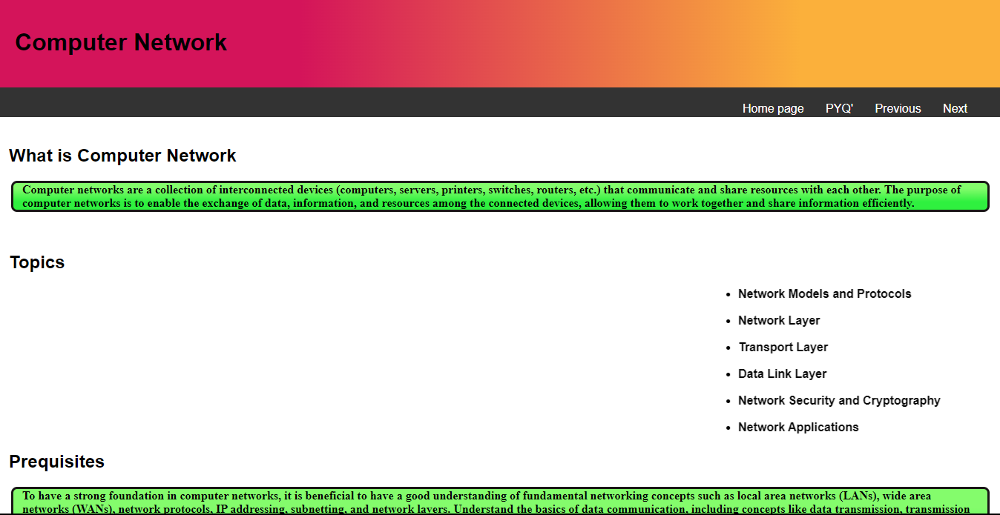 Computer Network
Home page PYQ' Previous Next
What is Computer Network
Computer networks are a collection of interconnected devices (computers, servers, printers, switches, routers, etc.) that communicate and share resources with each other. The purpose of
computer networks is to enable the exchange of data, information, and resources among the connected devices, allowing them to work together and share information efficiently.
Topics
• Network Models and Protocols
• Network Layer
• Transport Layer
• Data Link Layer
• Network Security and Cryptography
• Network Applications
Prequisites
To have a strong foundation in computer networks, it is beneficial to have a good understanding of fundamental networking concepts such as local area networks (LANs), wide area
networks (WANs), network protocols, IP addressing, subnetting, and network layers. Understand the basics of data communication, including concepts like data transmission, transmission